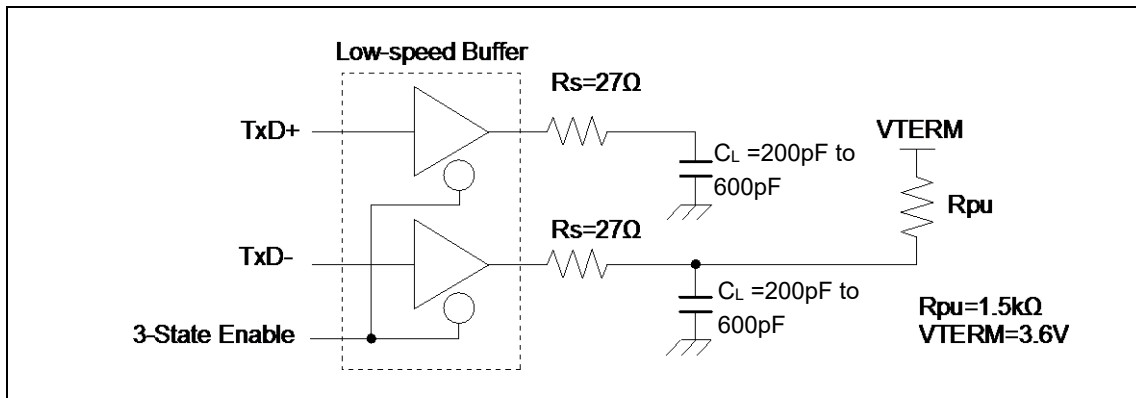 Low-speed Buffer
Rs=27Ω
TxD+
VTERM
CL =200pF to
600pF
Rpu
Rs=27Ω
TxD-
CL =200pF to
600pF
Rpu=1.5kΩ
VTERM=3.6V
3-State Enable